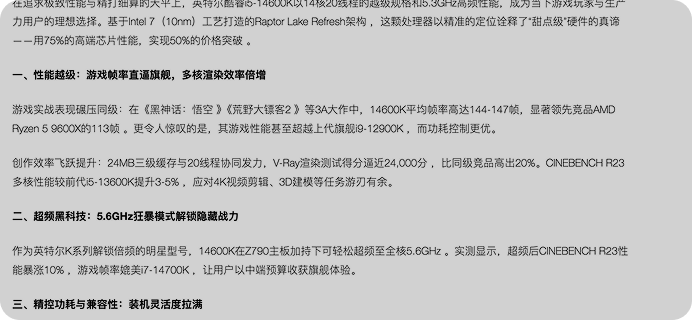 在追求极致性能与精打细算的天平上，英特尔酷睿i5-14600K以14核20线程的越级规格和5.3GHz高频性能，成为当下游戏玩家与生产
力用户的理想选择。基于Intel 7（10nm）工艺打造的Raptor Lake Refresh架构 ，这颗处理器以精准的定位诠释了“甜点级”硬件的真谛
——用75%的高端芯片性能，实现50%的价格突破 。
一、性能越级：游戏帧率直逼旗舰，多核渲染效率倍增
游戏实战表现碾压同级：在《黑神话：悟空 》《荒野大镖客2 》等3A大作中，14600K平均帧率高达144-147帧，显著领先竞品AMD
Ryzen 5 9600X的113帧 。更令人惊叹的是，其游戏性能甚至超越上代旗舰i9-12900K ，而功耗控制更优。
创作效率飞跃提升：24MB三级缓存与20线程协同发力，V-Ray渲染测试得分逼近24,000分 ，比同级竞品高出20%。CINEBENCH R23
多核性能较前代i5-13600K提升3-5% ，应对4K视频剪辑、3D建模等任务游刃有余。
二、超频黑科技：5.6GHz狂暴模式解锁隐藏战力
作为英特尔K系列解锁倍频的明星型号，14600K在Z790主板加持下可轻松超频至全核5.6GHz 。实测显示，超频后CINEBENCH R23性
能暴涨10% ，游戏帧率媲美i7-14700K ，让用户以中端预算收获旗舰体验。
三、精控功耗与兼容性：装机灵活度拉满